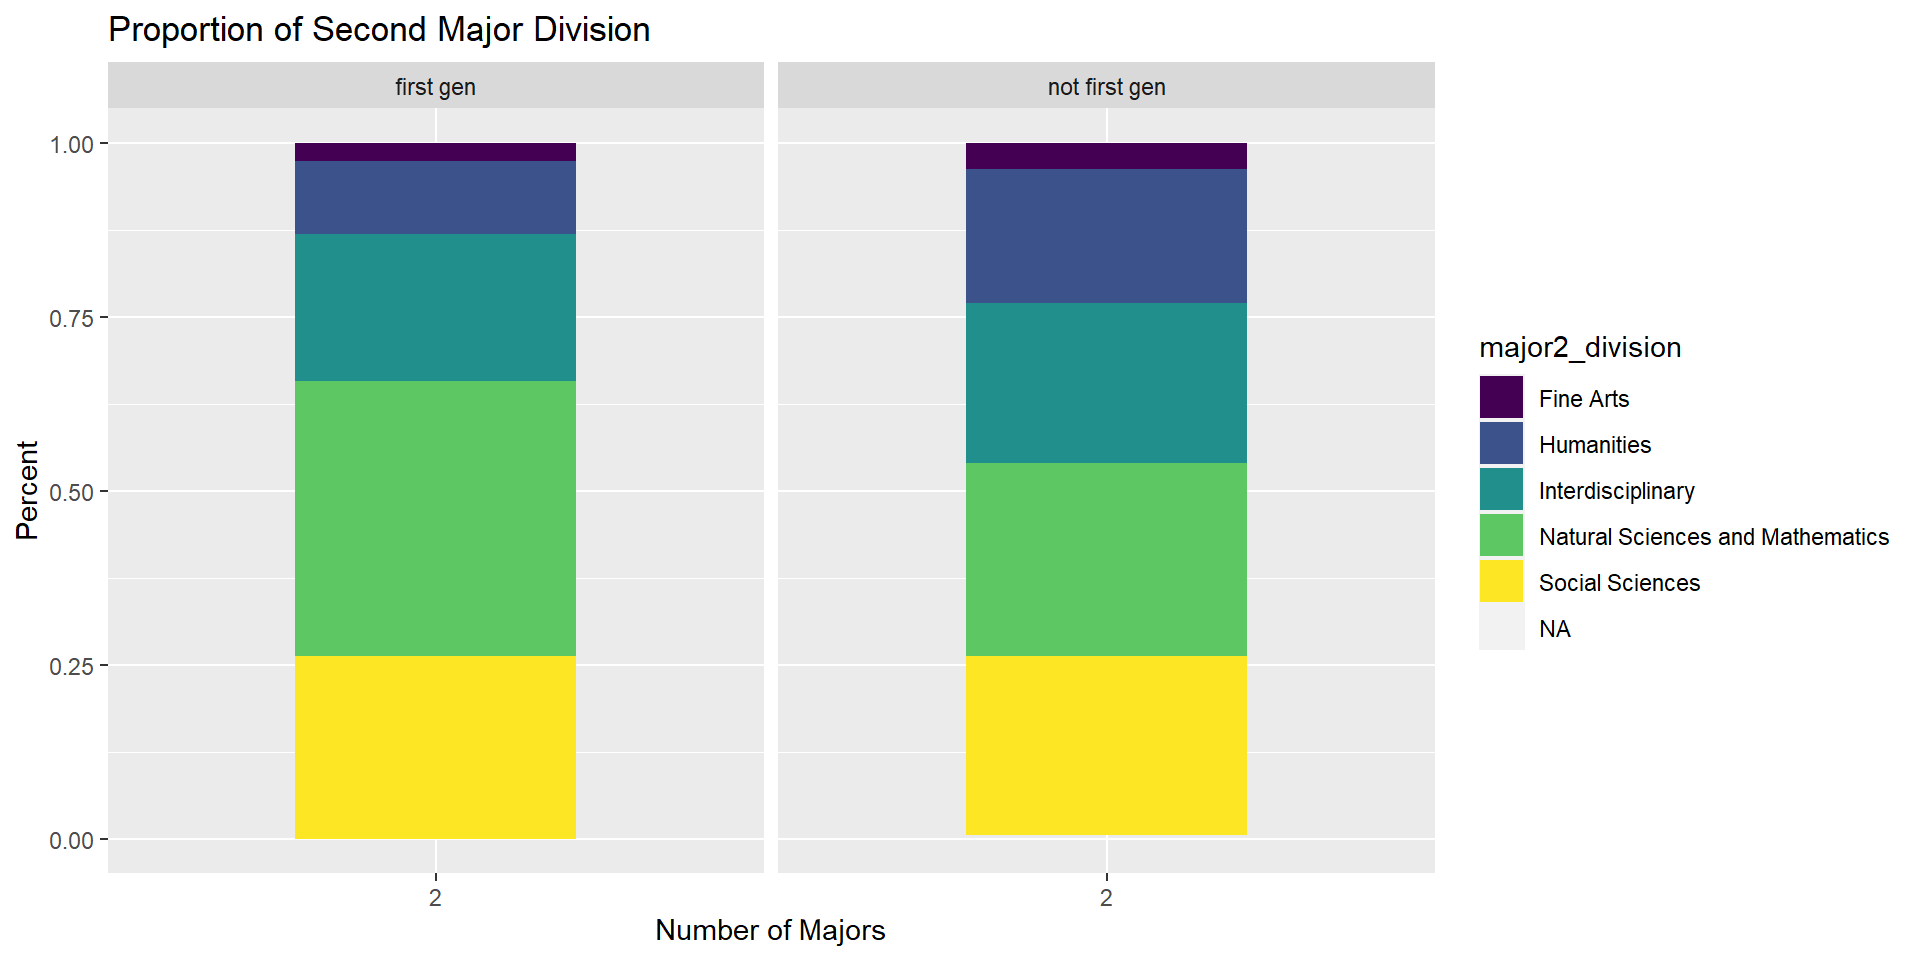 Proportion of Second Major Division
first gen
not first gen
1.00
0.75
0.50
0.25
0.00
Percent
2
2
Number of Majors
major2_division
Fine Arts
Humanities
Interdisciplinary
Natural Sciences and Mathematics
Social Sciences
NA